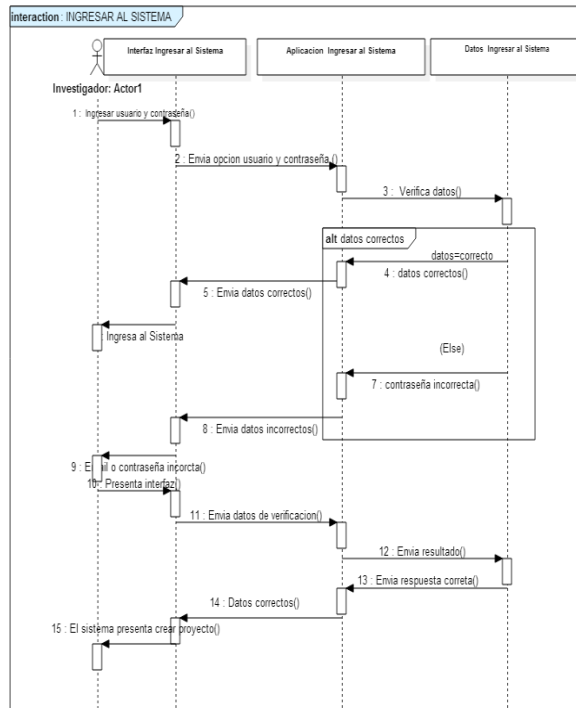 interaction : INGRESAR AL SISTEMA
Interfaz Ingresar al Sistema
Aplicacion Ingresar al Sistema
Datos Ingresar al Sistema
Investigador: Actor1
1 : Ingresar usuario y contraseña()
2 : Envia opcion usuario y contraseña ()
3 : Verifica datos()
alt datos correctos
datos=correcto
4 : datos correctos()
5 : Envia datos correctos()
Ingresa al Sistema
(Else)
7 : contraseña incorrecta()
8 : Envia datos incorrectos()
9 : o contraseña incorcta()
10 : Presenta interfaz()
11 : Envia datos de verificacion()
12 : Envia resultado()
13 : Envia respuesta correta()
14 : Datos correctos()
15 : El sistema presenta crear proyecto()